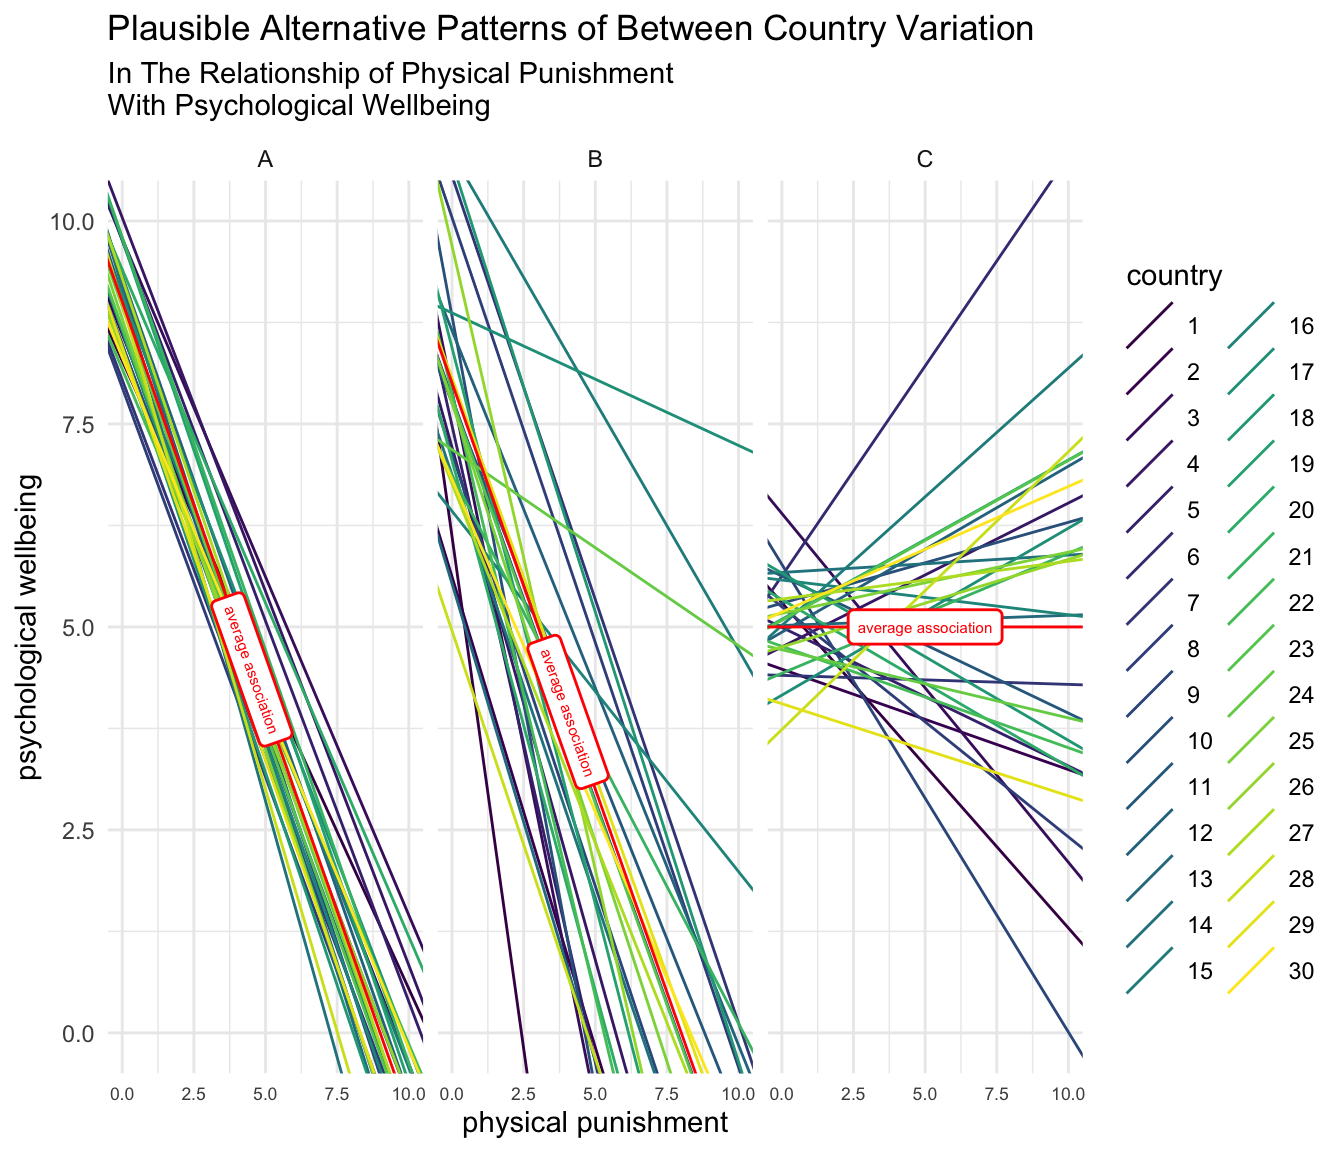 Plausible Alternative Patterns of Between Country Variation
In The Relationship of Physical Punishment
With Psychological Wellbeing
A
B
C
psychological wellbeing
10.0
7.5
5.0
2.5
0.0
average association
average association
average association
0.0 2.5 5.0 7.5 10.0
0.0 2.5 5.0 7.5 10.0
0.0 2.5 5.0 7.5 10.0
physical punishment
country
1
2
3
4
5
6
7
8
9
10
11
12
13
14
15
16
17
18
19
20
21
22
23
24
25
26
27
28
29
30